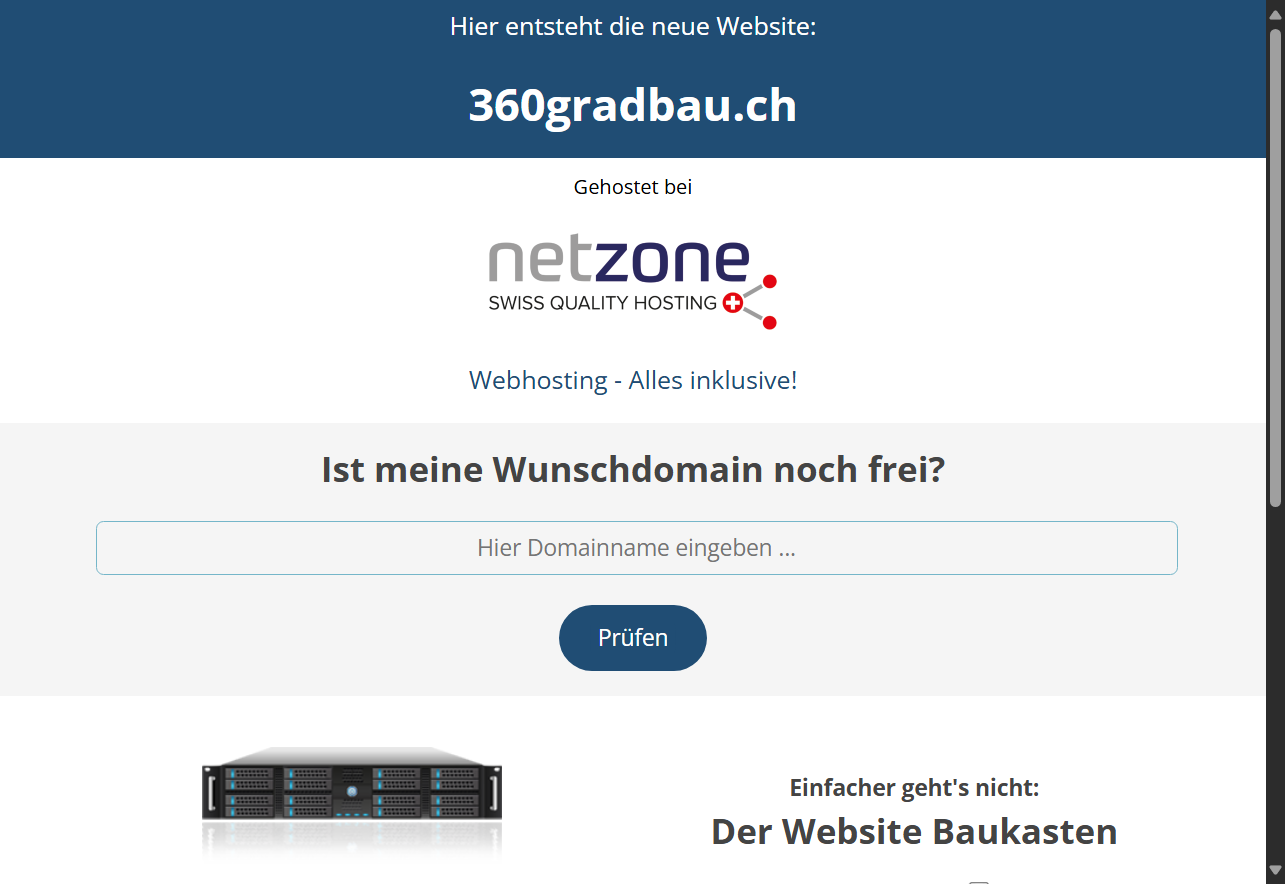 Hier entsteht die neue Website:
360gradbau.ch
Gehostet bei
netzone
SWISS QUALITY HOSTING
Webhosting - Alles inklusive!
Ist meine Wunschdomain noch frei?
Hier Domainname eingeben ...
Prüfen
Einfacher geht's nicht:
Der Website Baukasten